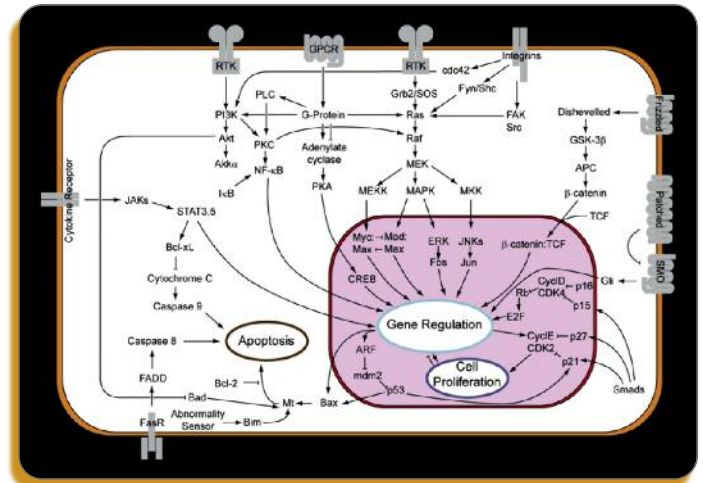 RTK
GPCR
RTK
Integrins
cdc42
PLC
Grb2/SOS
Fyn/Shc
PI3K
G-Protein
Ras
FAK
Src
Dishevelled
Frizzled
Akt
PKC
Adenylate
cyclase
Raf
GSK-3β
Akkα
NF-κB
MEK
APC
IκB
PKA
MEKK
MAPK
MKK
β-catenin
Cytokine Receptor
JAKs
STAT3,5
TCF
Patched
Bcl-xL
Myc:
Mad:
Max
Max
ERK
Fos
JNKs
Jun
β-catenin:TCF
SMO
Cytochrome C
CREB
Gli
CyclD
p16
Rb
CDK4
p15
Caspase 9
E2F
Gene Regulation
Caspase 8
Apoptosis
ARF
CyclE
p27
CDK2
p21
FADD
Bcl-2
mdm2
Cell
Proliferation
p53
Smads
Bad
Mt
Bax
FasR
Abnormality
Sensor
Bim